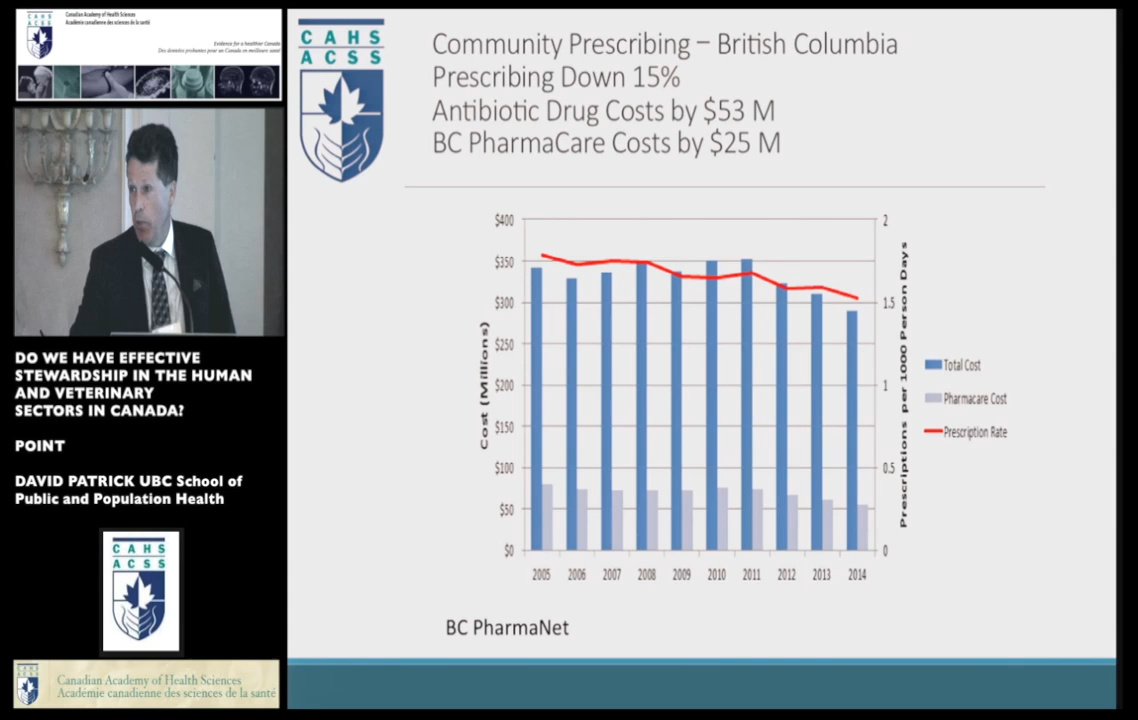 CAHS
ACSS
Canadian Academy of Health Sciences
Académie canadienne des sciences de la santé
Evidence for a healthier Canada
Des données probantes pour un Canada en meilleure santé
DO WE HAVE EFFECTIVE
STEWARDSHIP IN THE HUMAN
AND VETERINARY
SECTORS IN CANADA?
POINT
DAVID PATRICK UBC School of
Public and Population Health
CAHS
ACSS
CAHS
ACSS
Canadian Academy of Health Sciences
Académie canadienne des sciences de la santé
CAHS
ACSS
Community Prescribing – British Columbia
Prescribing Down 15%
Antibiotic Drug Costs by $53 M
BC PharmaCare Costs by $25 M
Cost (Millions)
$400
$350
$300
$250
$200
$150
$100
$50
$0
2
1.5
1
0.5
0
Prescriptions per 1000 Person Days
2005 2006 2007 2008 2009 2010 2011 2012 2013 2014
Total Cost
Pharmacare Cost
Prescription Rate
BC PharmaNet